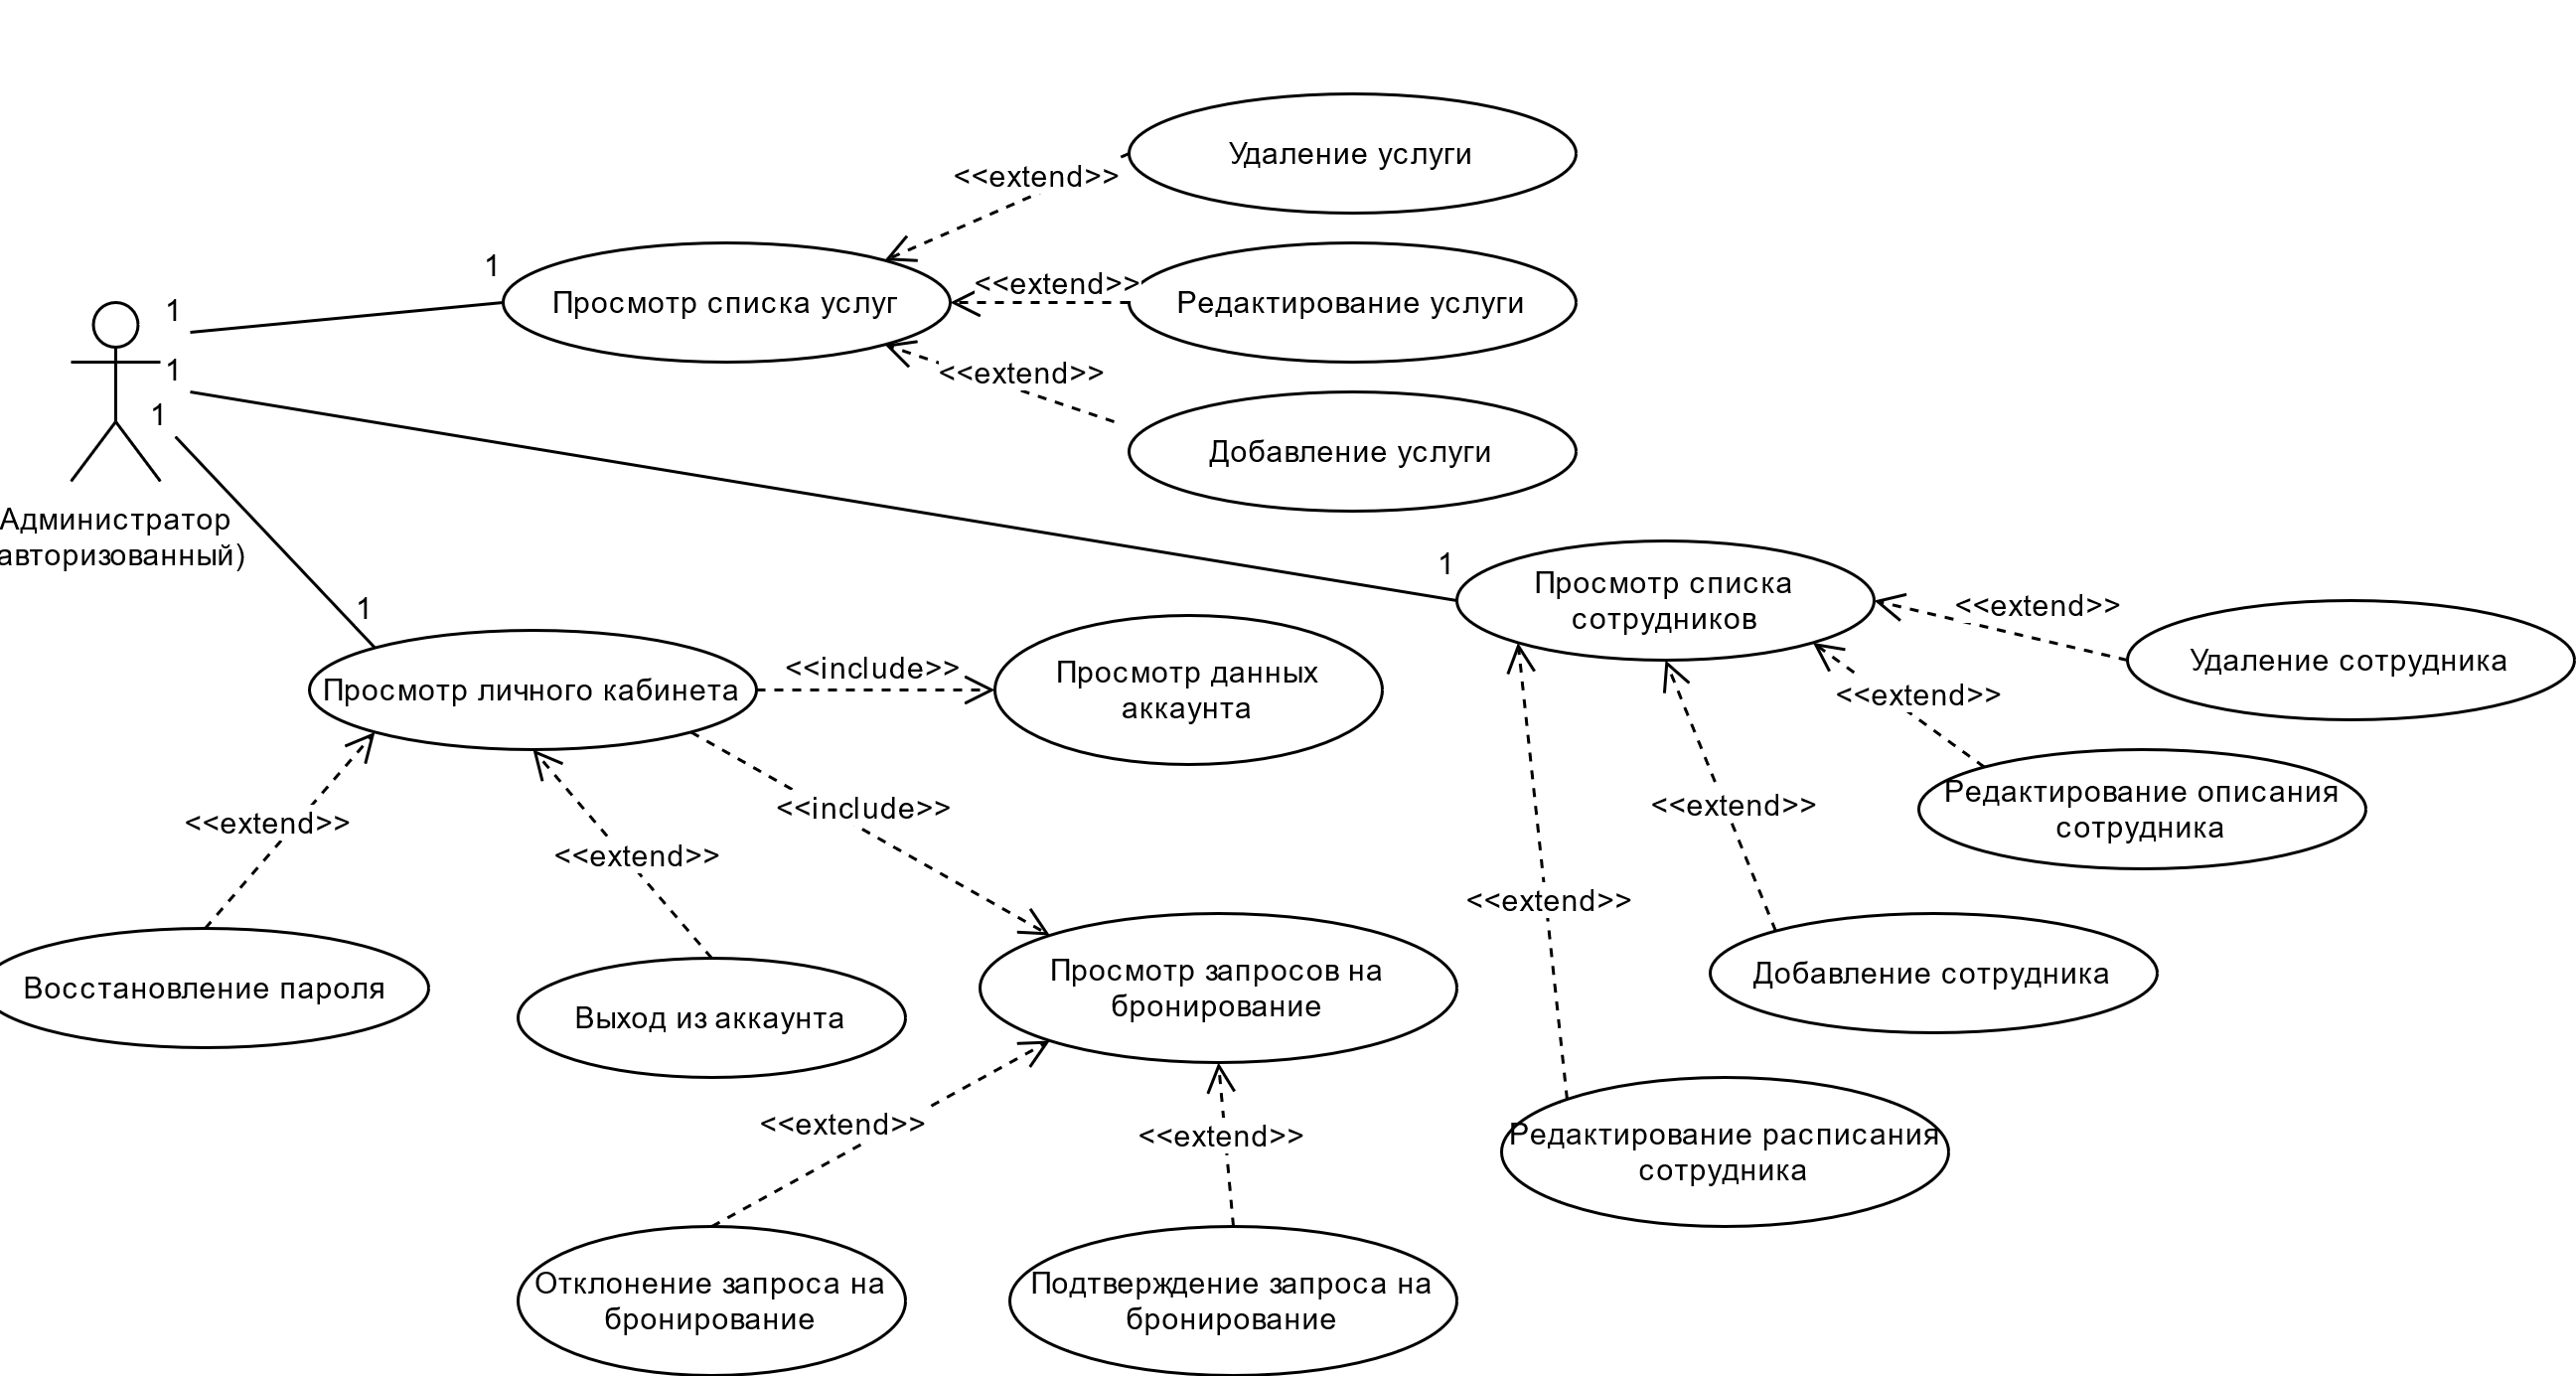 Удаление услуги
<<extend>>
1
<<extend>>
Просмотр списка услуг
Редактирование услуги
1
1
<<extend>>
1
Добавление услуги
Администратор
авторизованный)
1
Просмотр списка
сотрудников
<<extend>>
1
Удаление сотрудника
<<include>>
Просмотр данных
аккаунта
Просмотр личного кабинета
<<extend>>
Редактирование описания
сотрудника
<<include>>
<<extend>>
<<extend>>
<<extend>>
<<extend>>
Просмотр запросов на
бронирование
Добавление сотрудника
Восстановление пароля
Выход из аккаунта
<<extend>>
<<extend>>
Редактирование расписания
сотрудника
Отклонение запроса на
бронирование
Подтверждение запроса на
бронирование